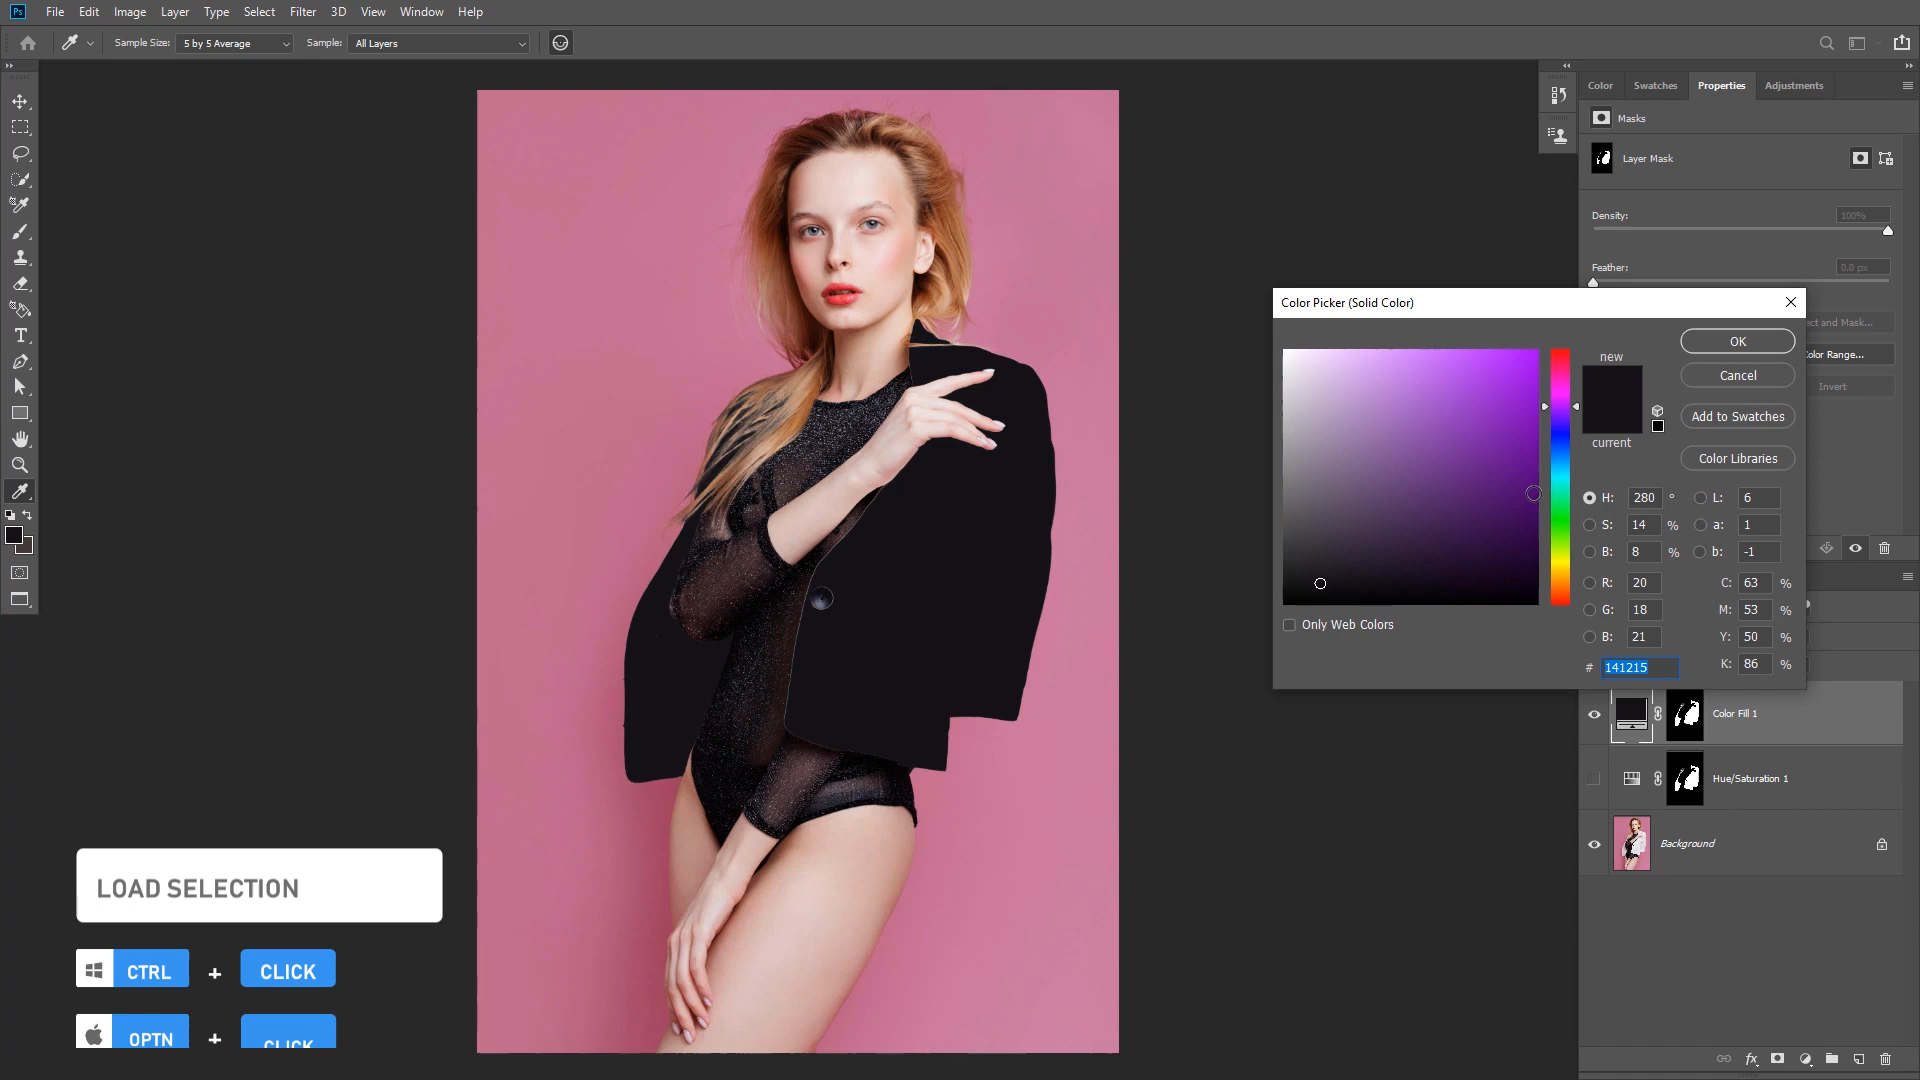 Ps File Edit Image Layer Type Select Filter 3D View Window Help
Sample Size: 5 by 5 Average Sample: All Layers
Color Swatches Properties Adjustments
Masks
Layer Mask
Density: 100%
Feather: 0.0 px
ect and Mask...
Color Range...
Invert
Color Picker (Solid Color)
new
current
OK
Cancel
Add to Swatches
Color Libraries
H: 280 ° L: 6
S: 14 % a: 1
B: 8 % b: -1
R: 20 C: 63 %
G: 18 M: 53 %
B: 21 Y: 50 %
# 141215 K: 86 %
Only Web Colors
Color Fill 1
Hue/Saturation 1
Background
fx
LOAD SELECTION
CTRL + CLICK
OPTN + CLICK